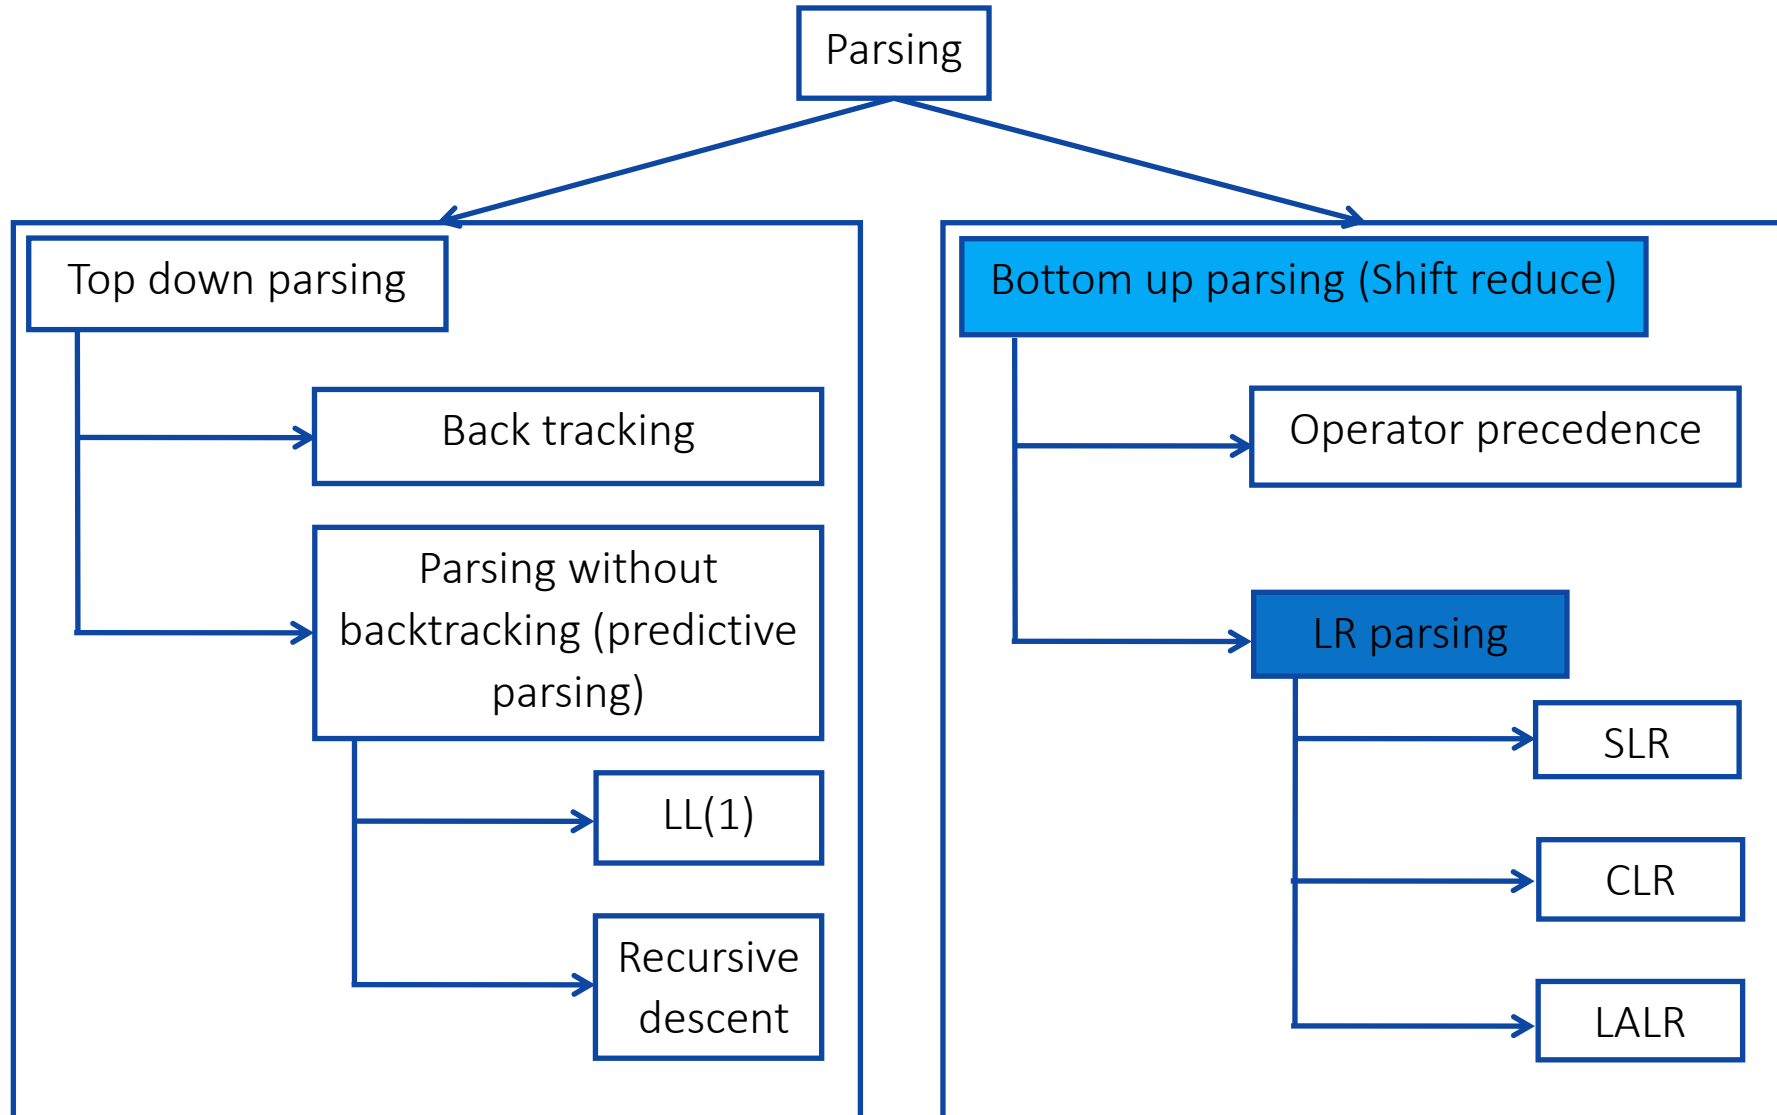 Parsing
Top down parsing
Back tracking
Parsing without
backtracking (predictive
parsing)
LL(1)
Recursive
descent
Bottom up parsing (Shift reduce)
Operator precedence
LR parsing
SLR
CLR
LALR